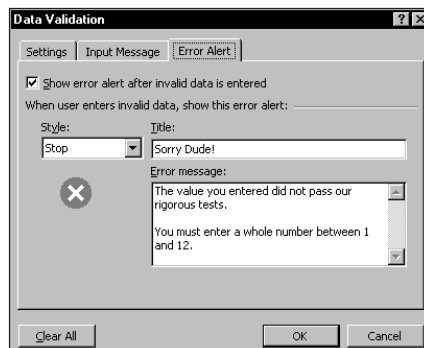 Data Validation
Settings Input Message Error Alert
Show error alert after invalid data is entered
When user enters invalid data, show this error alert:
Style: Title:
Stop Sorry Dude!
Error message:
The value you entered did not pass our
rigorous tests.
You must enter a whole number between 1
and 12.
Clear All OK Cancel